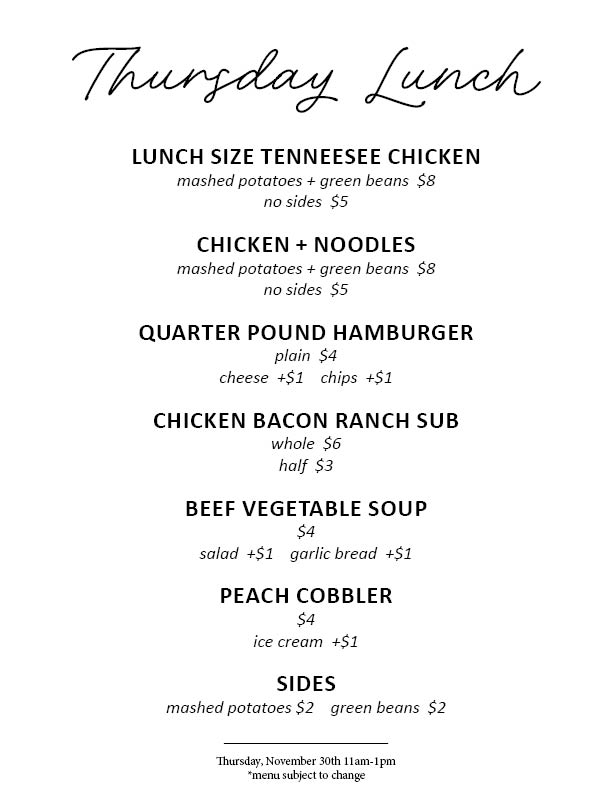 Thursday Lunch
LUNCH SIZE TENNEESEE CHICKEN
mashed potatoes + green beans $8
no sides $5
CHICKEN + NOODLES
mashed potatoes + green beans $8
no sides $5
QUARTER POUND HAMBURGER
plain $4
cheese +$1 chips +$1
CHICKEN BACON RANCH SUB
whole $6
half $3
BEEF VEGETABLE SOUP
$4
salad +$1 garlic bread +$1
PEACH COBBLER
$4
ice cream +$1
SIDES
mashed potatoes $2 green beans $2
Thursday, November 30th 11am-1pm
*menu subject to change